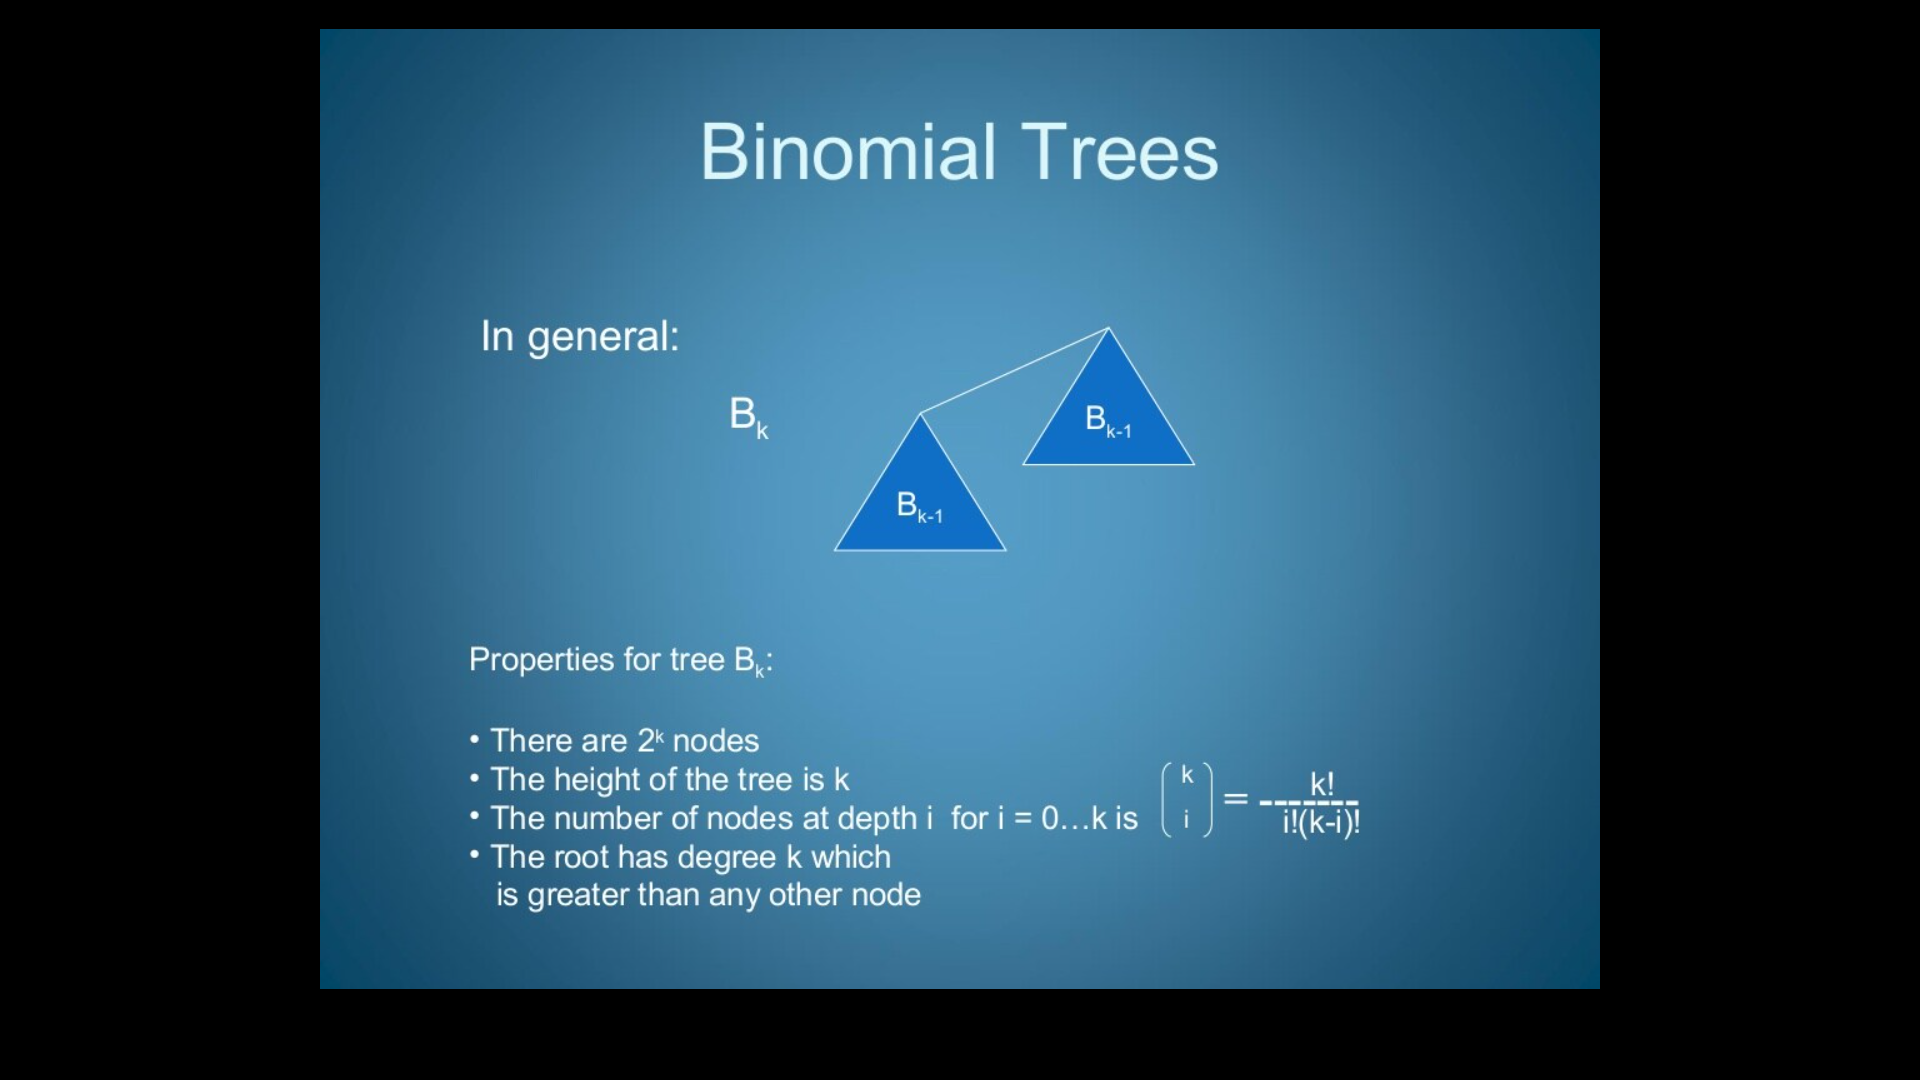 Binomial Trees
In general:
Bₖ
Bₖ₋₁
Bₖ₋₁
Properties for tree Bₖ:
• There are 2ᵏ nodes
• The height of the tree is k
• The number of nodes at depth i for i = 0…k is (k i) = k! / i!(k-i)!
• The root has degree k which
is greater than any other node